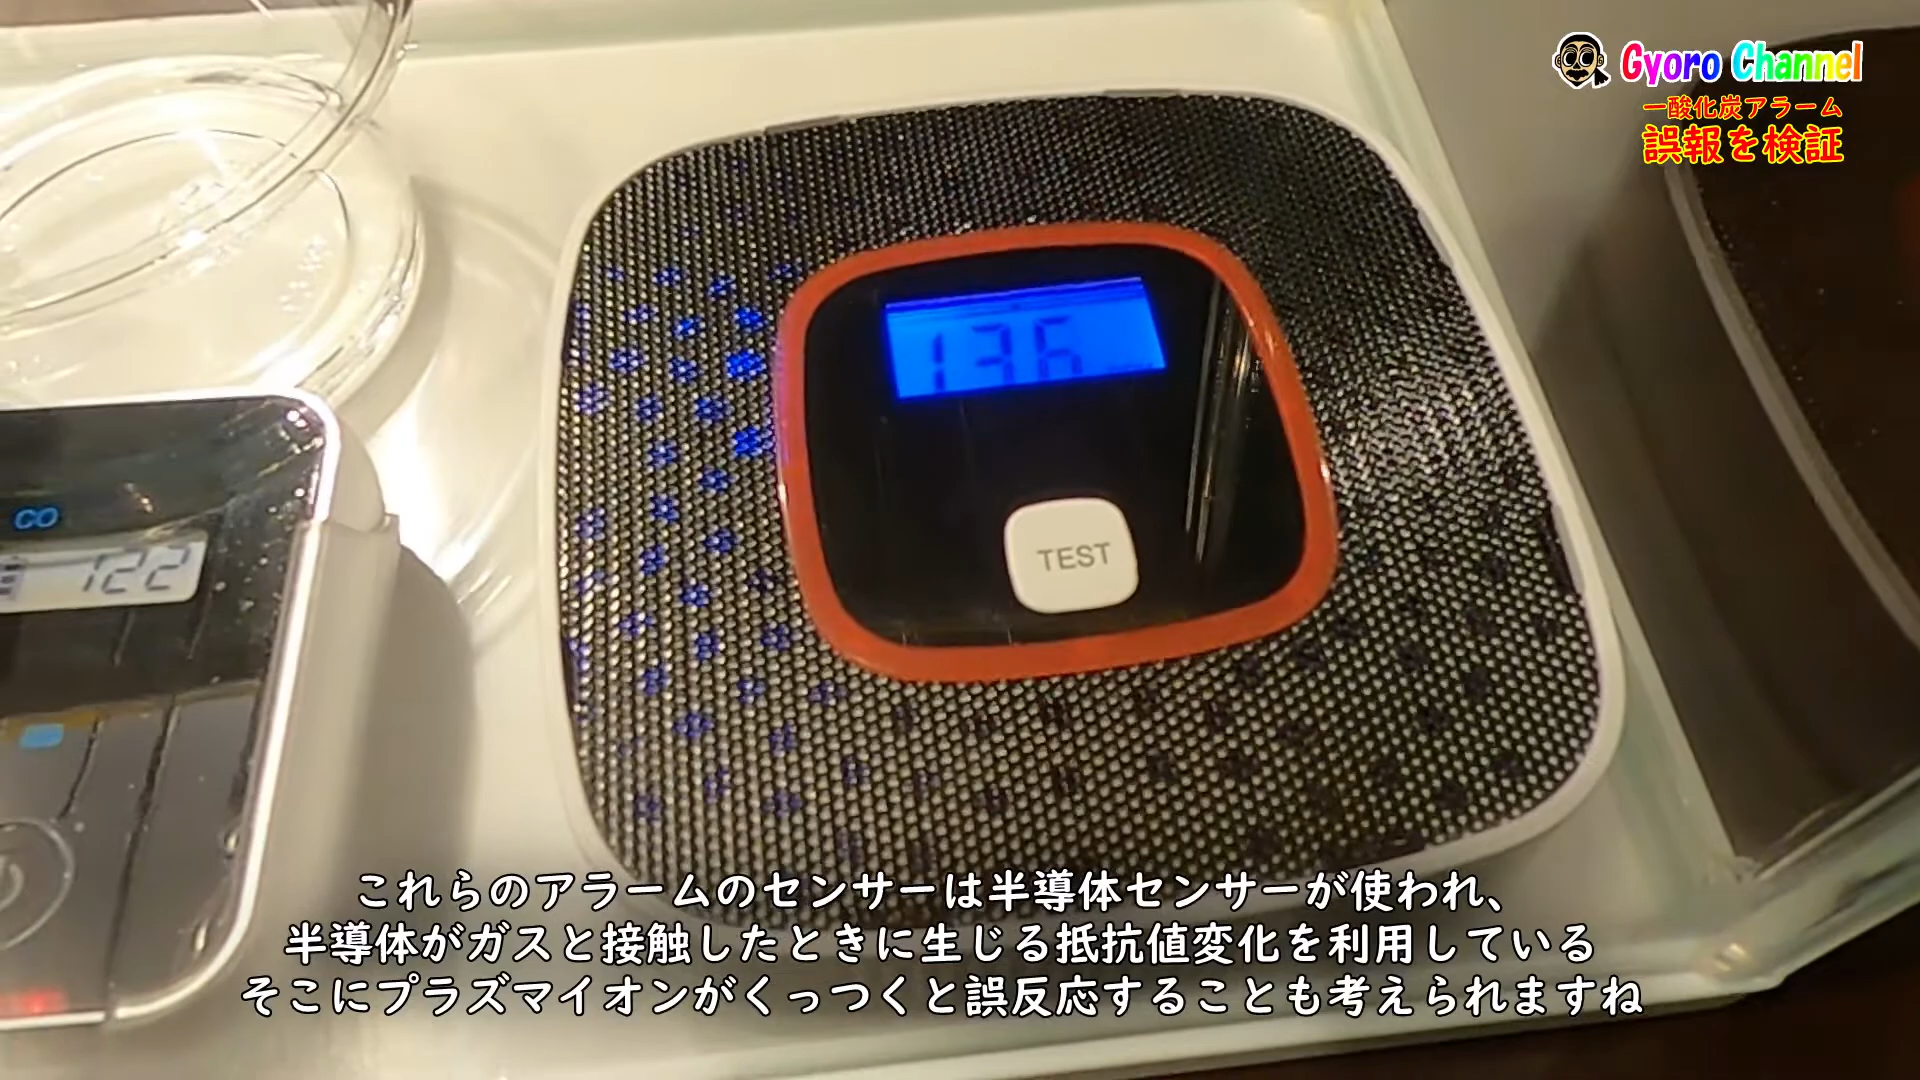 Gyoro Channel
一酸化炭アラーム
誤報を検証
136
TEST
CO
122
これらのアラームのセンサーは半導体センサーが使われ、
半導体がガスと接触したときに生じる抵抗値変化を利用している
そこにプラズマイオンがくっつくと誤反応することも考えられますね